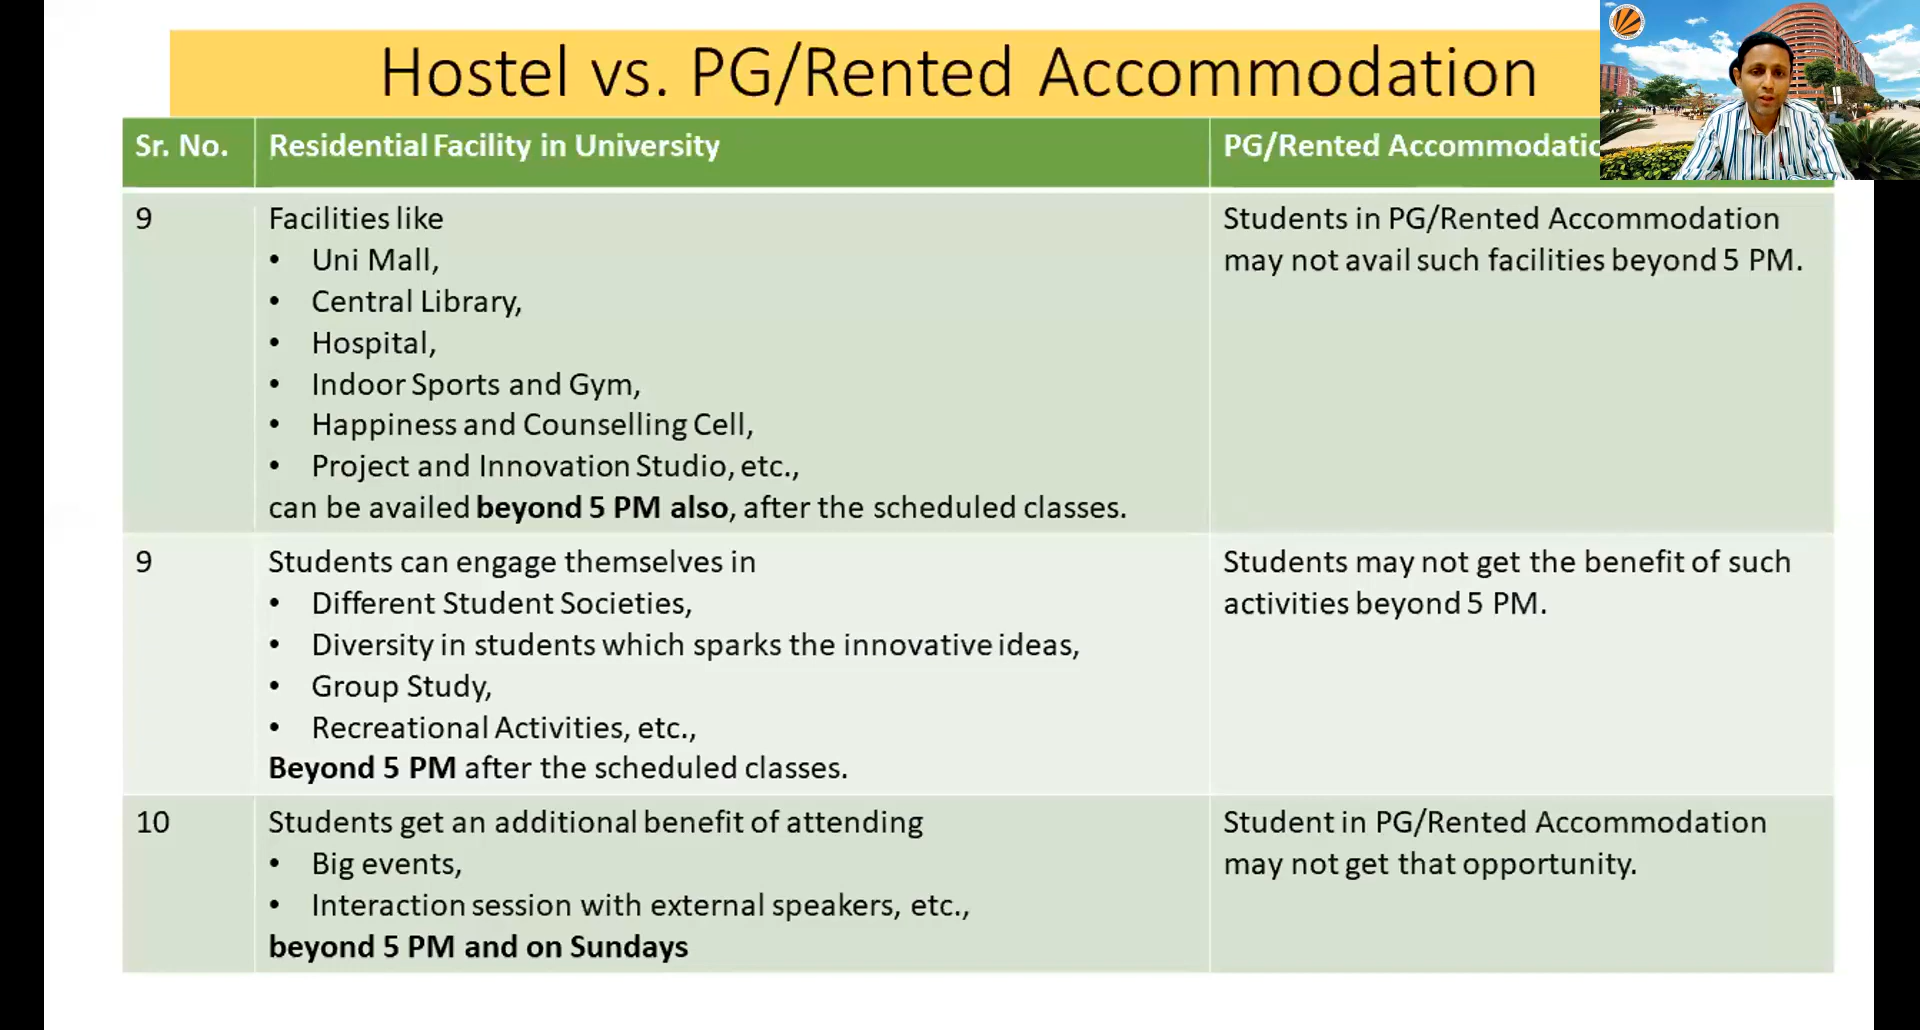 Hostel vs. PG/Rented Accommodation
Sr. No.
Residential Facility in University
PG/Rented
9
Facilities like
• Uni Mall,
• Central Library,
• Hospital,
• Indoor Sports and Gym,
• Happiness and Counselling Cell,
• Project and Innovation Studio, etc.,
can be availed beyond 5 PM also, after the scheduled classes.
Students in PG/Rented Accommodation
may not avail such facilities beyond 5 PM.
9
Students can engage themselves in
• Different Student Societies,
• Diversity in students which sparks the innovative ideas,
• Group Study,
• Recreational Activities, etc.,
Beyond 5 PM after the scheduled classes.
Students may not get the benefit of such
activities beyond 5 PM.
10
Students get an additional benefit of attending
• Big events,
• Interaction session with external speakers, etc.,
beyond 5 PM and on Sundays
Student in PG/Rented Accommodation
may not get that opportunity.